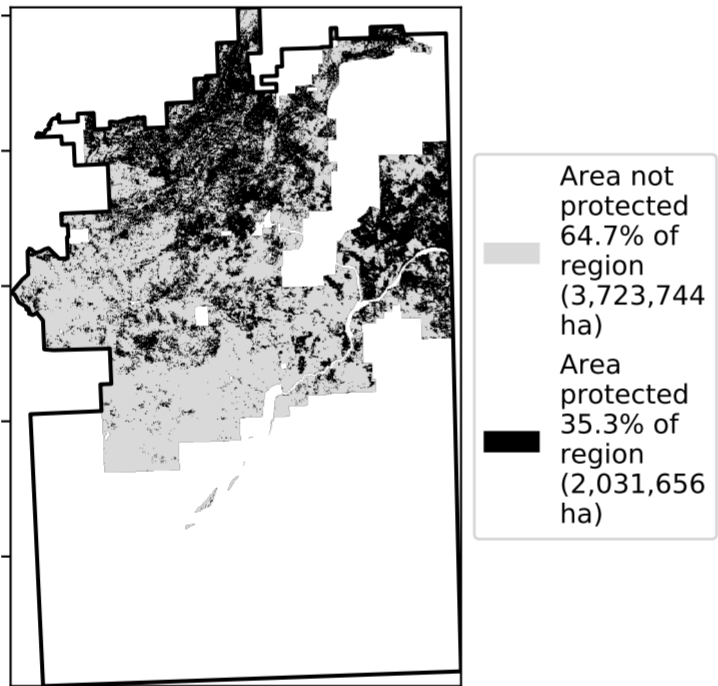 Area not
protected
64.7% of
region
(3,723,744
ha)
Area
protected
35.3% of
region
(2,031,656
ha)